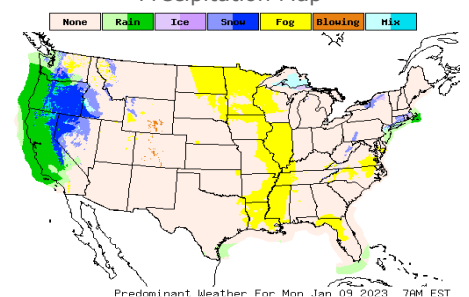 Precipitation Map
None Rain Ice Snow Fog Blowing Mix
Predominant Weather For Mon Jan 09 2023 7AM EST